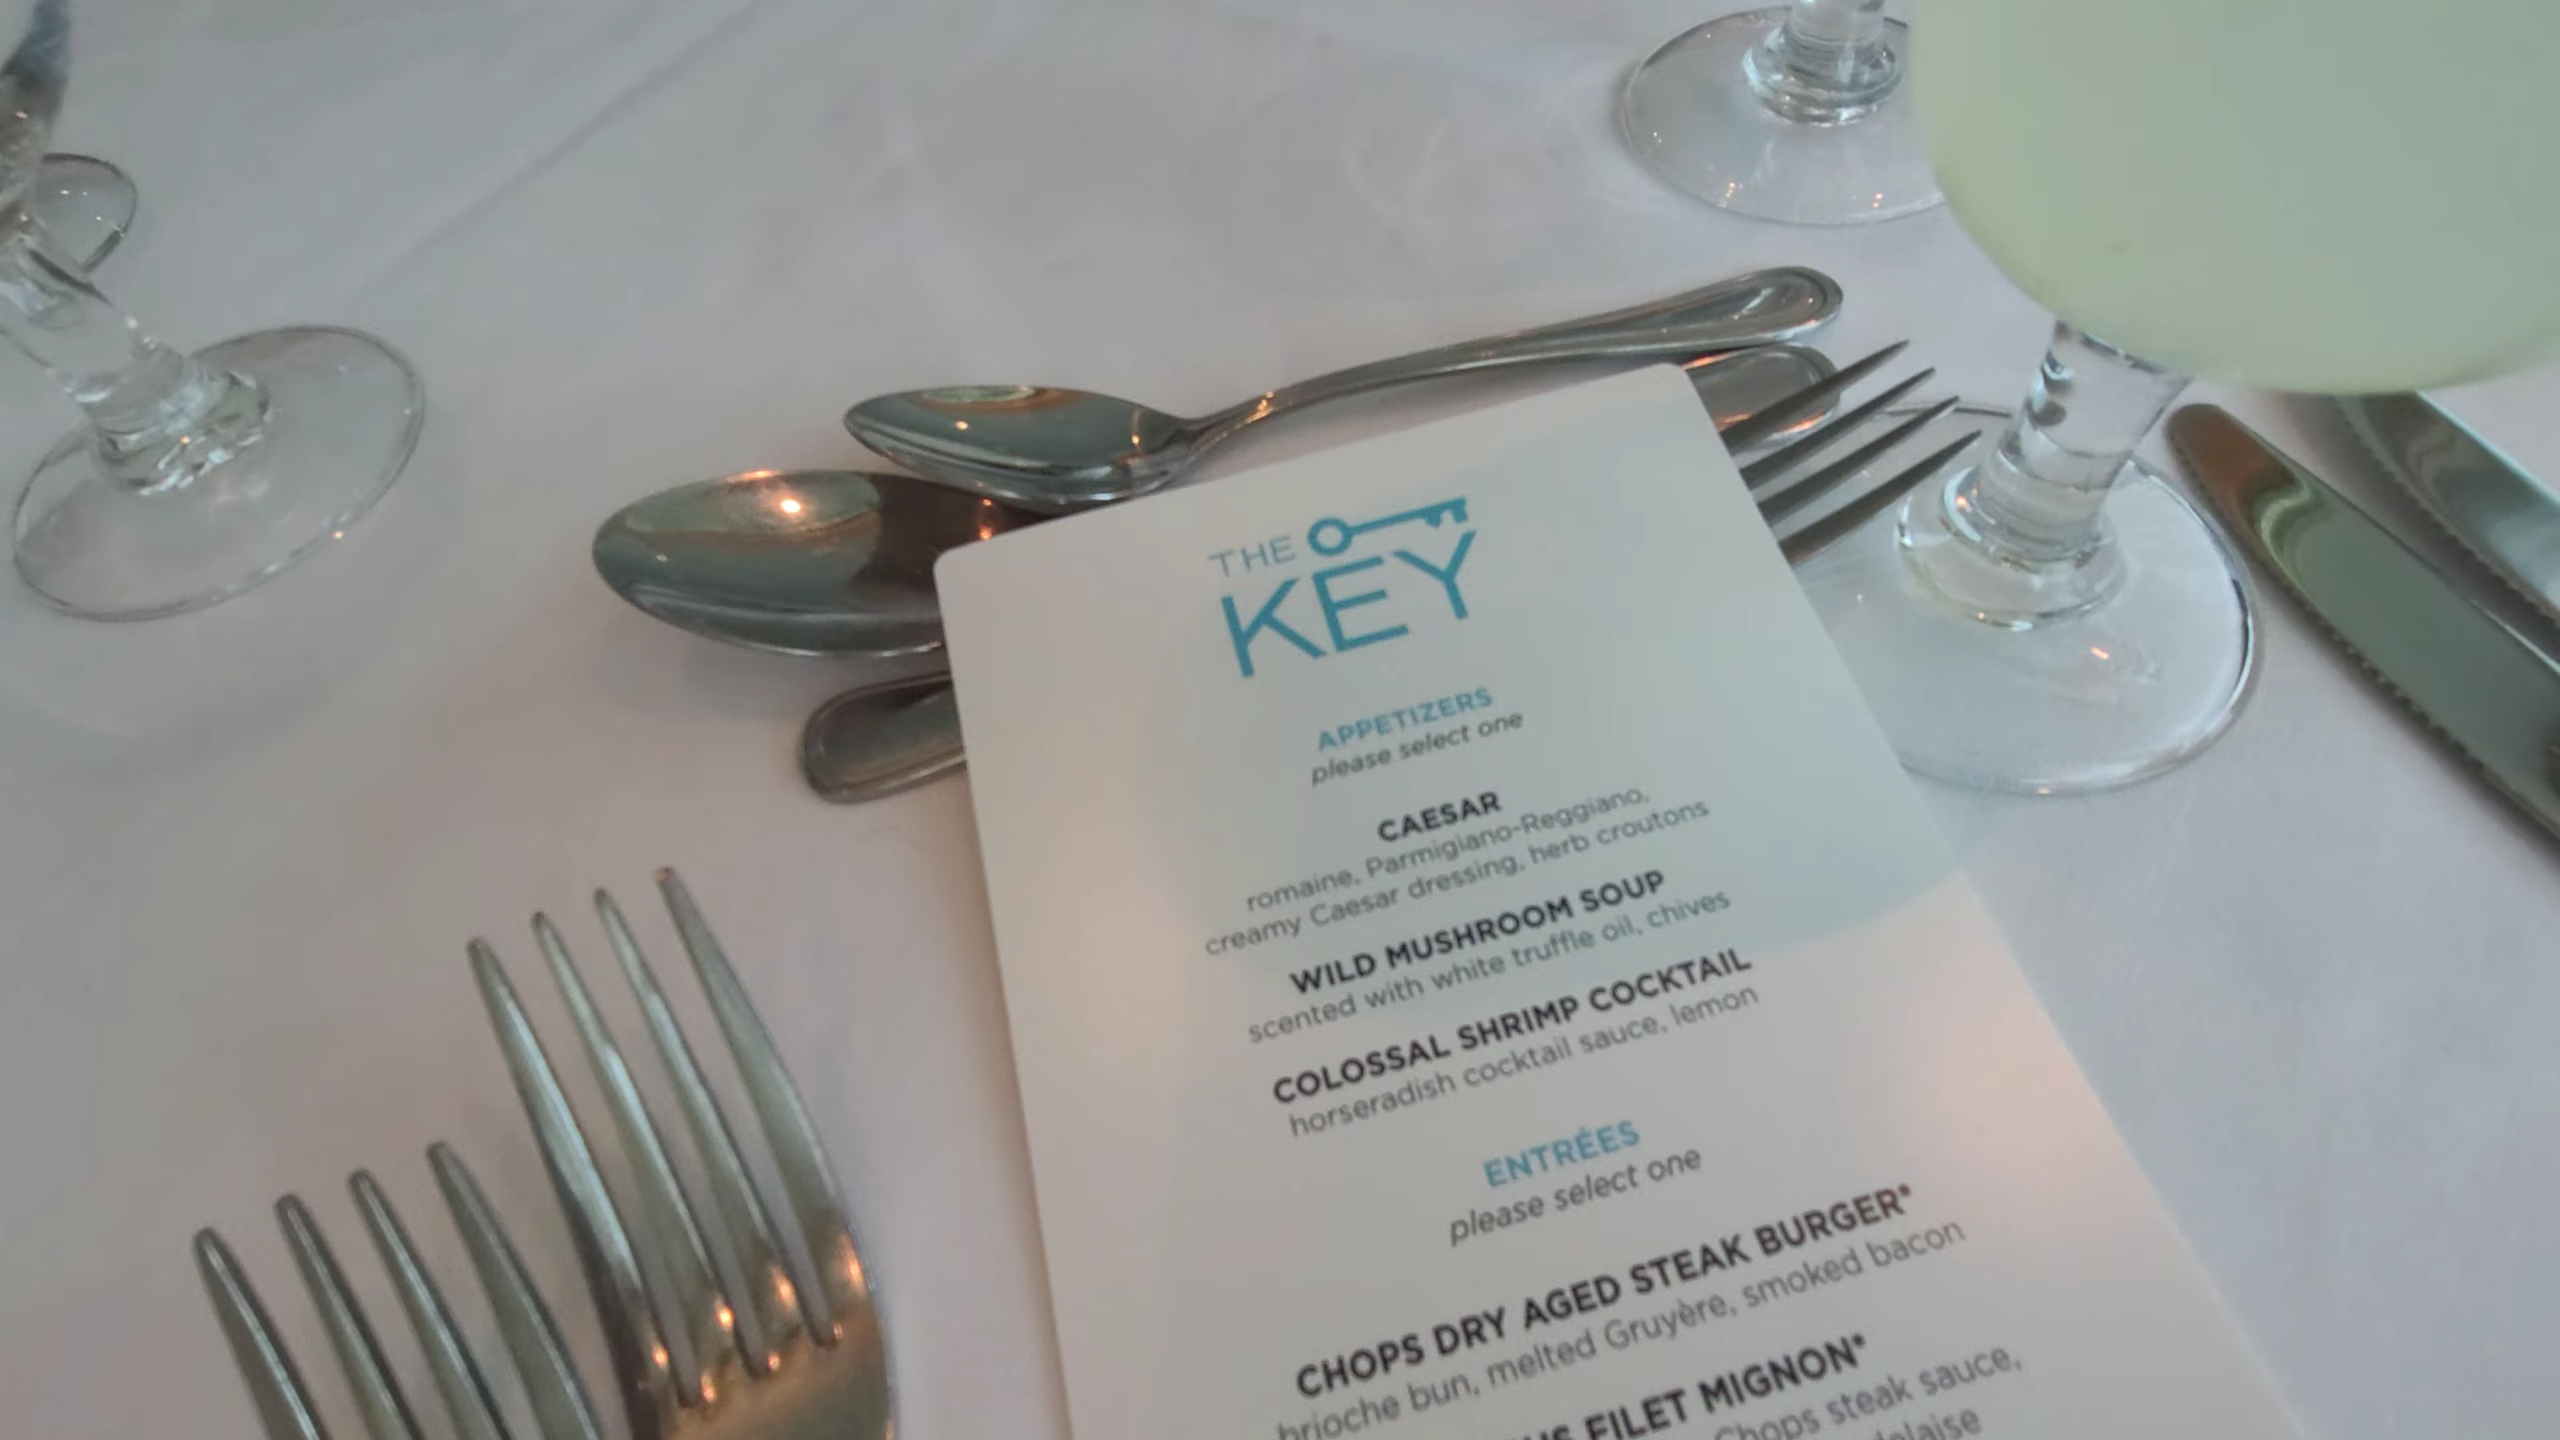 THE
KEY
APPETIZERS
please select one
CAESAR
romaine, Parmigiano-Reggiano,
creamy Caesar dressing, herb croutons
WILD MUSHROOM SOUP
scented with white truffle oil, chives
COLOSSAL SHRIMP COCKTAIL
horseradish cocktail sauce, lemon
ENTRÉES
please select one
CHOPS DRY AGED STEAK BURGER*
brioche bun, melted Gruyère, smoked bacon
FILET MIGNON*
Chops steak sauce,